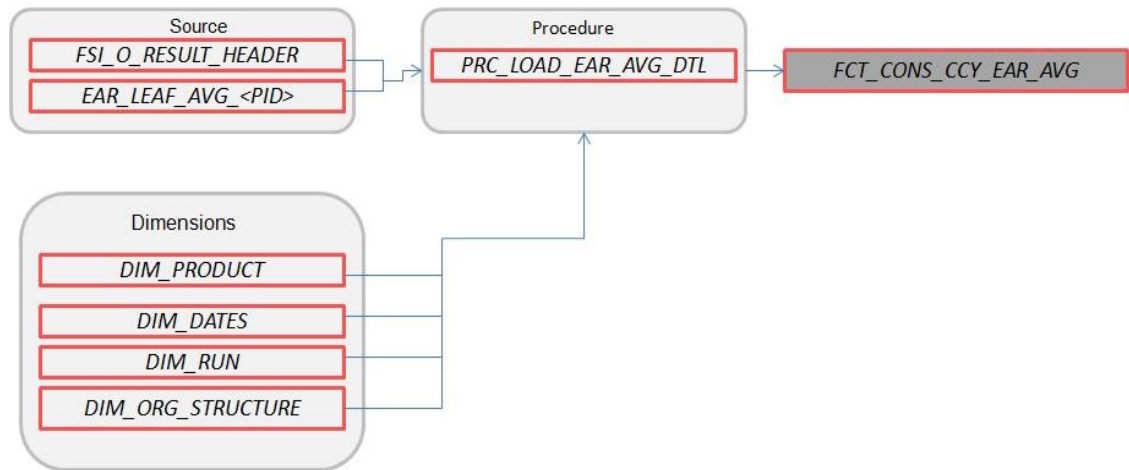 Source
FSI_O_RESULT_HEADER
EAR_LEAF_AVG_<PID>
Procedure
PRC_LOAD_EAR_AVG_DTL
FCT_CONS_CCY_EAR_AVG
Dimensions
DIM_PRODUCT
DIM_DATES
DIM_RUN
DIM_ORG_STRUCTURE